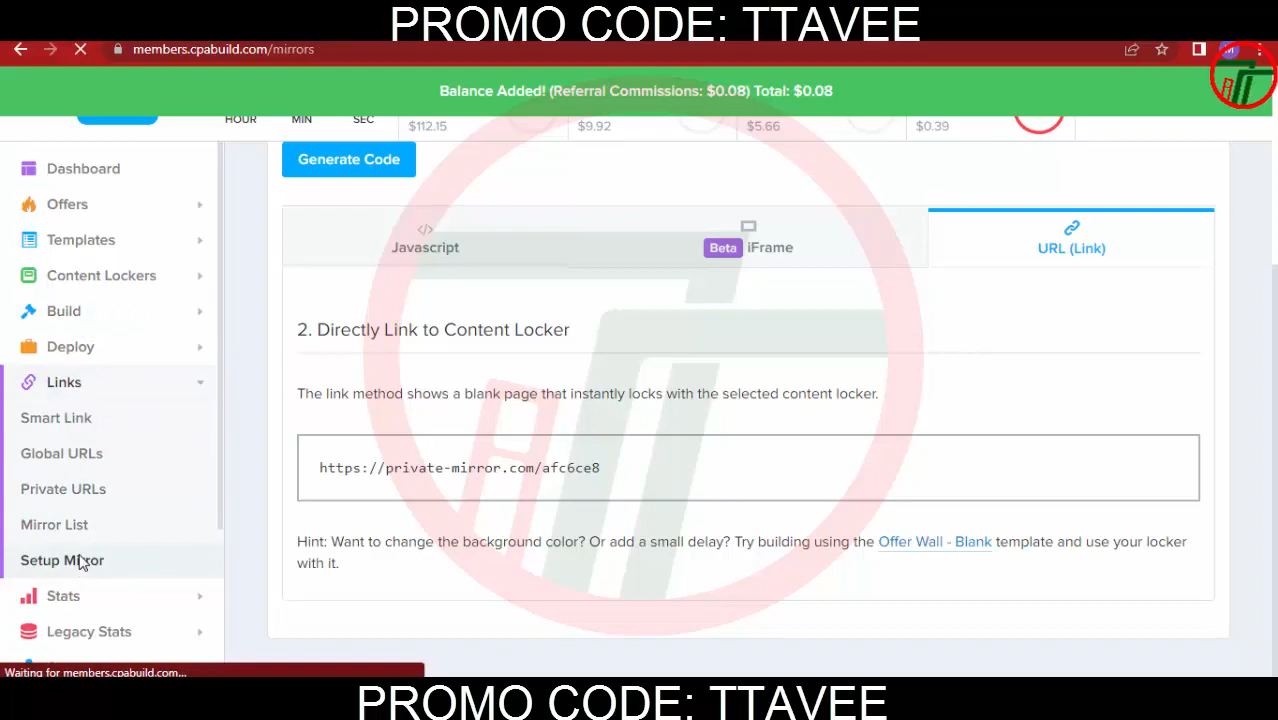 PROMO CODE: TTAVEE
members.cpabuild.com/mirrors
M
Balance Added! (Referral Commissions: $0.08) Total: $0.08
HOUR MIN SEC
$112.15 $9.92 $5.66 $0.39
Generate Code
Dashboard
Offers
Templates
Content Lockers
Build
Deploy
Links
Smart Link
Global URLs
Private URLs
Mirror List
Setup Mirror
Stats
Legacy Stats
Javascript
Beta iFrame
URL (Link)
2. Directly Link to Content Locker
The link method shows a blank page that instantly locks with the selected content locker.
https://private-mirror.com/afc6ce8
Hint: Want to change the background color? Or add a small delay? Try building using the Offer Wall - Blank template and use your locker
with it.
Waiting for members.cpabuild.com...
PROMO CODE: TTAVEE